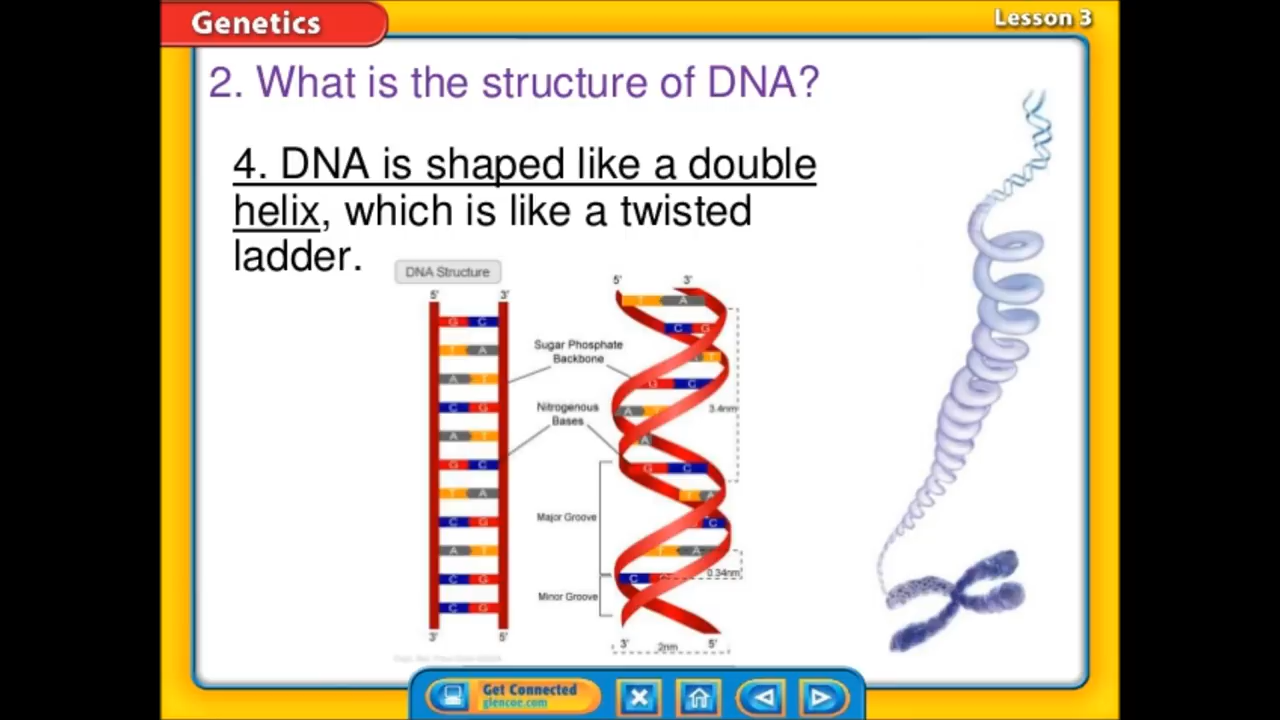 Genetics
Lesson 3
2. What is the structure of DNA?
4. DNA is shaped like a double
helix, which is like a twisted
ladder.
DNA Structure
5' 3'
G C
T A
A T
C G
A T
G C
T A
C G
A T
C G
C G
3' 5'
Sugar Phosphate
Backbone
Nitrogenous
Bases
Major Groove
Minor Groove
5' 3'
T A
C G
T
G C
A
A
G C
T A
C
T A
C
3.4nm
0.34nm
3' 5'
2nm
Get Connected
glencoe.com